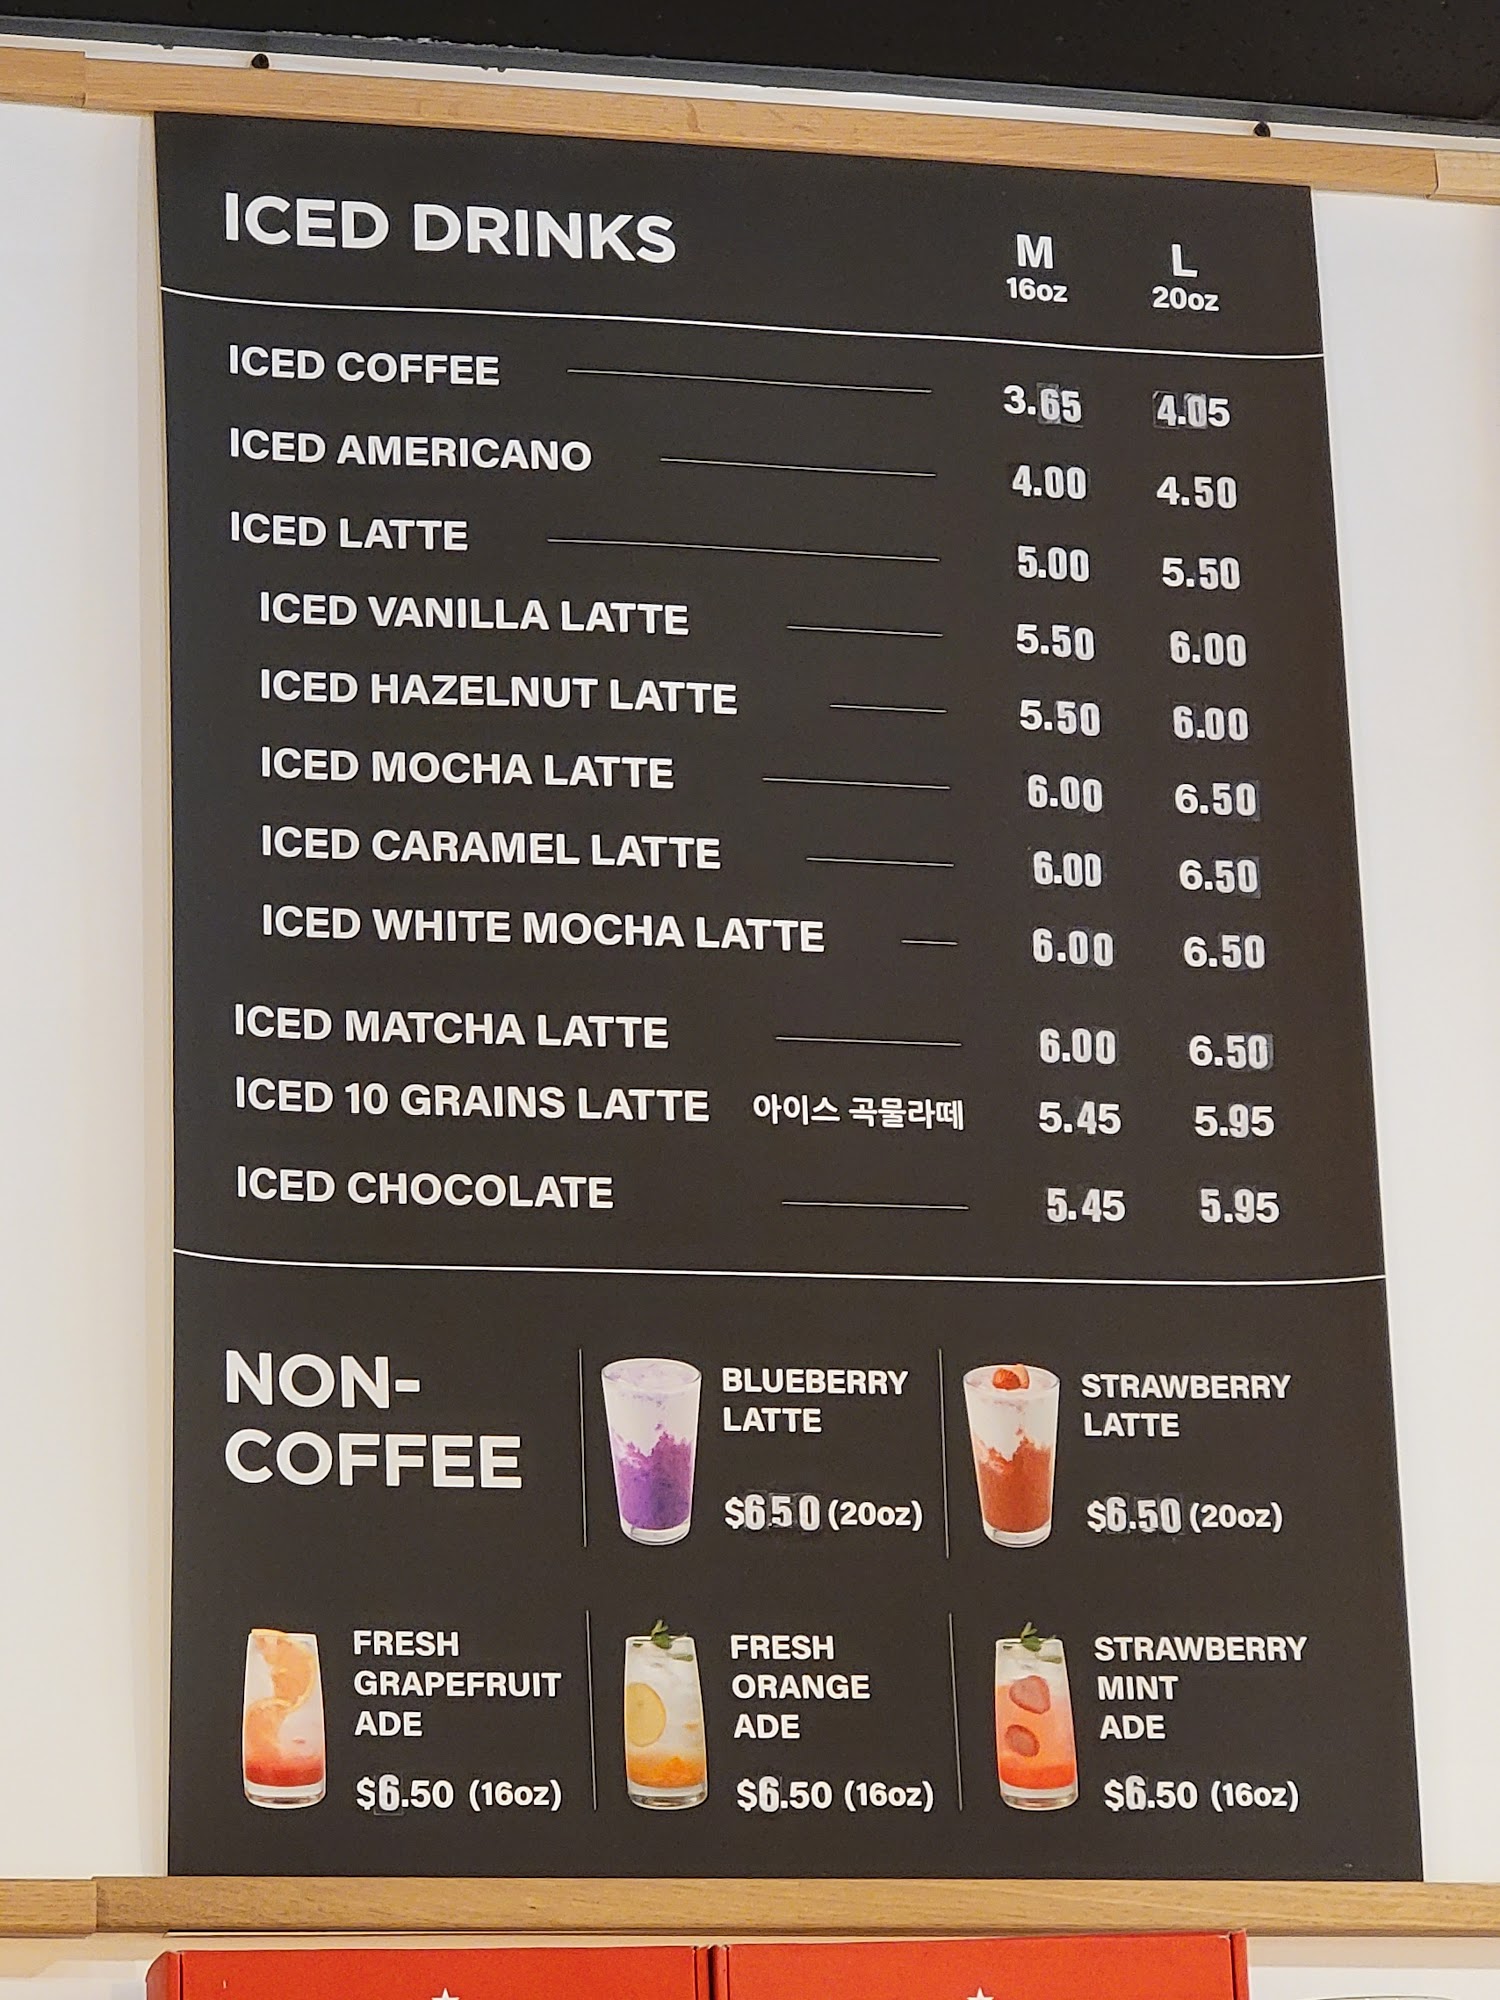 ICED DRINKS M L
16oz 20oz
ICED COFFEE 3.65 4.05
ICED AMERICANO 4.00 4.50
ICED LATTE 5.00 5.50
ICED VANILLA LATTE 5.50 6.00
ICED HAZELNUT LATTE 5.50 6.00
ICED MOCHA LATTE 6.00 6.50
ICED CARAMEL LATTE 6.00 6.50
ICED WHITE MOCHA LATTE 6.00 6.50
ICED MATCHA LATTE 6.00 6.50
ICED 10 GRAINS LATTE 아이스 곡물라떼 5.45 5.95
ICED CHOCOLATE 5.45 5.95
NON-
COFFEE
BLUEBERRY
LATTE
$6.50 (20oz)
STRAWBERRY
LATTE
$6.50 (20oz)
FRESH
GRAPEFRUIT
ADE
$6.50 (16oz)
FRESH
ORANGE
ADE
$6.50 (16oz)
STRAWBERRY
MINT
ADE
$6.50 (16oz)